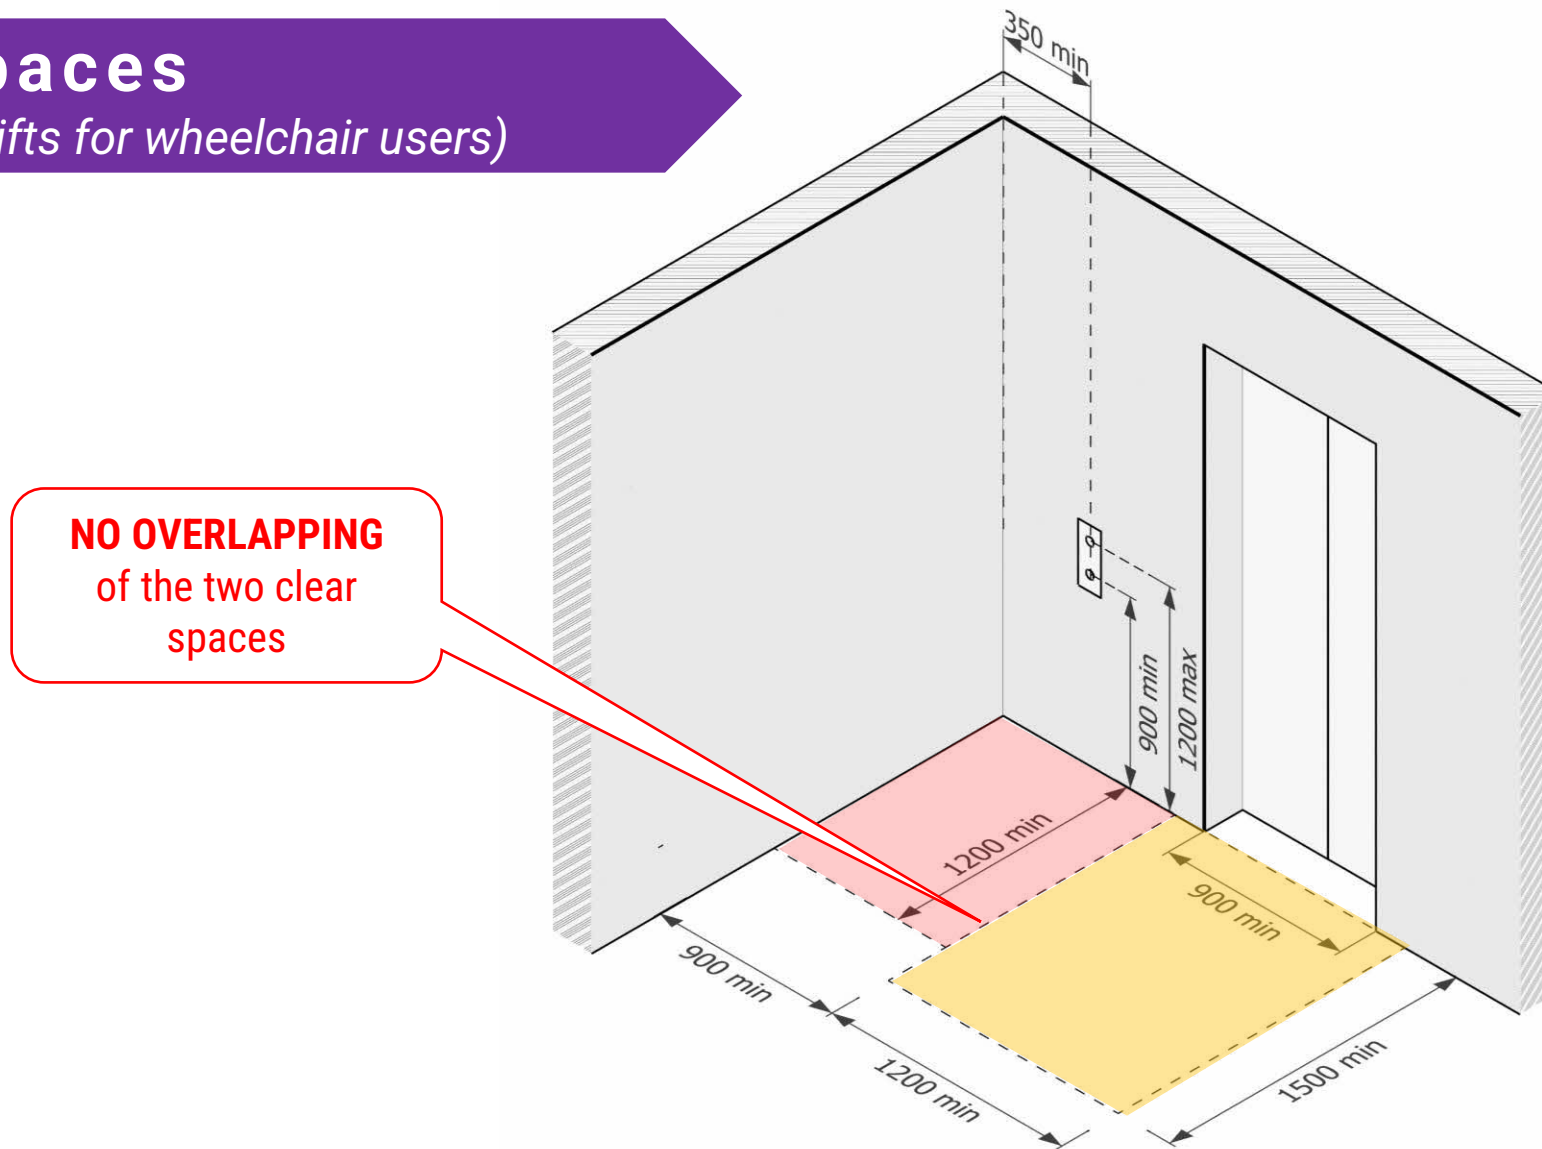 paces
ifts for wheelchair users)
350 min
NO OVERLAPPING
of the two clear
spaces
900 min
1200 max
1200 min
900 min
900 min
1200 min
1500 min